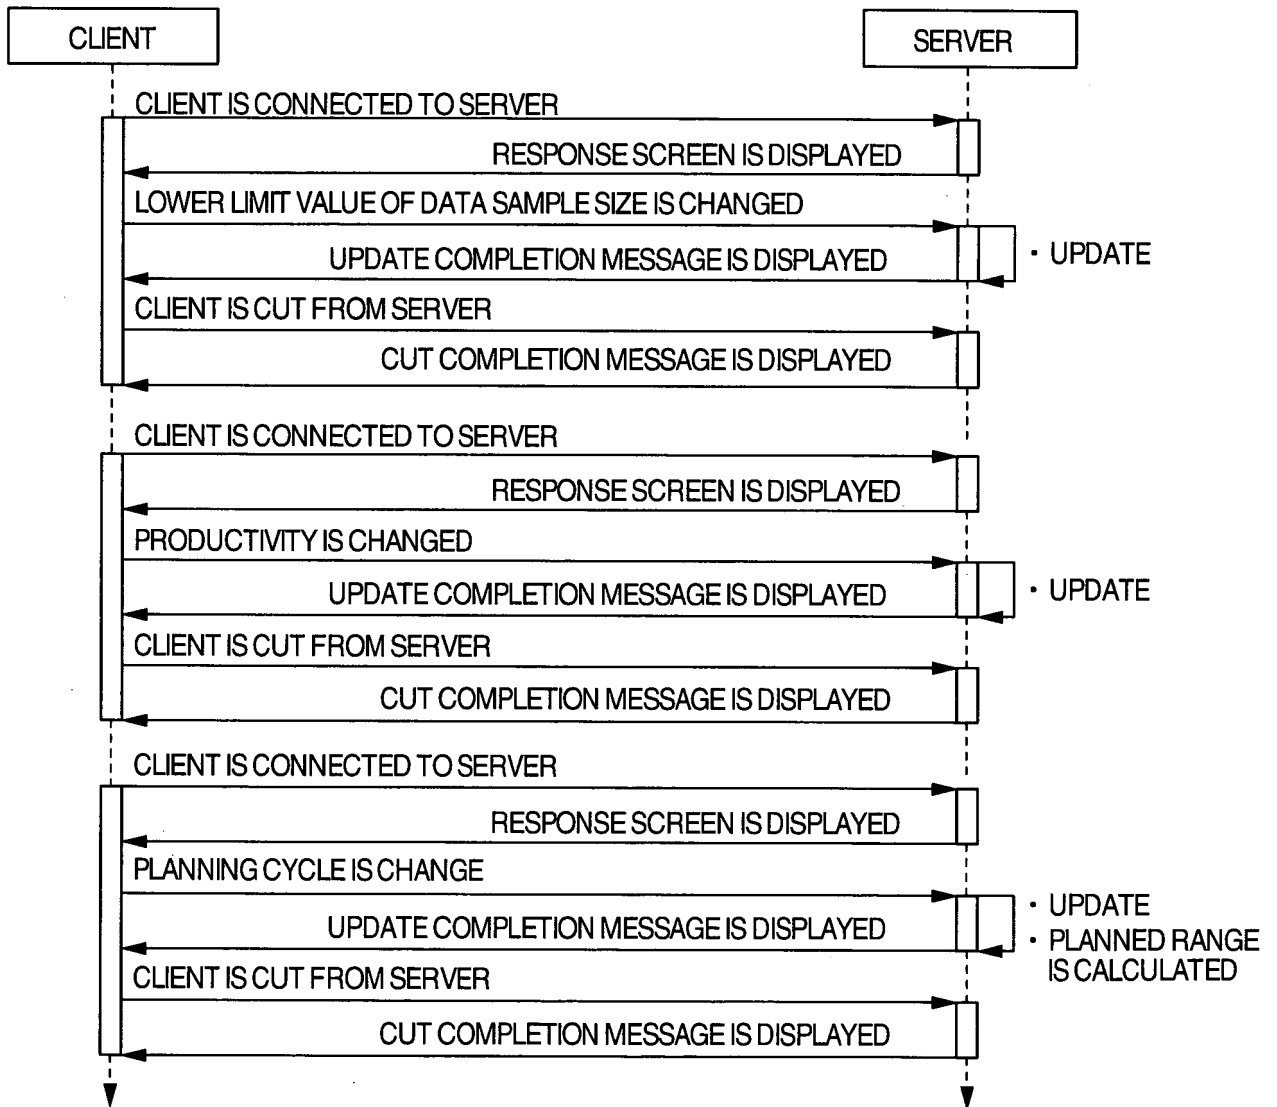 CLIENT
SERVER
CLIENT IS CONNECTED TO SERVER
RESPONSE SCREEN IS DISPLAYED
LOWER LIMIT VALUE OF DATA SAMPLE SIZE IS CHANGED
UPDATE COMPLETION MESSAGE IS DISPLAYED
・ UPDATE
CLIENT IS CUT FROM SERVER
CUT COMPLETION MESSAGE IS DISPLAYED
CLIENT IS CONNECTED TO SERVER
RESPONSE SCREEN IS DISPLAYED
PRODUCTIVITY IS CHANGED
UPDATE COMPLETION MESSAGE IS DISPLAYED
・ UPDATE
CLIENT IS CUT FROM SERVER
CUT COMPLETION MESSAGE IS DISPLAYED
CLIENT IS CONNECTED TO SERVER
RESPONSE SCREEN IS DISPLAYED
PLANNING CYCLE IS CHANGE
UPDATE COMPLETION MESSAGE IS DISPLAYED
・ UPDATE
・ PLANNED RANGE
IS CALCULATED
CLIENT IS CUT FROM SERVER
CUT COMPLETION MESSAGE IS DISPLAYED